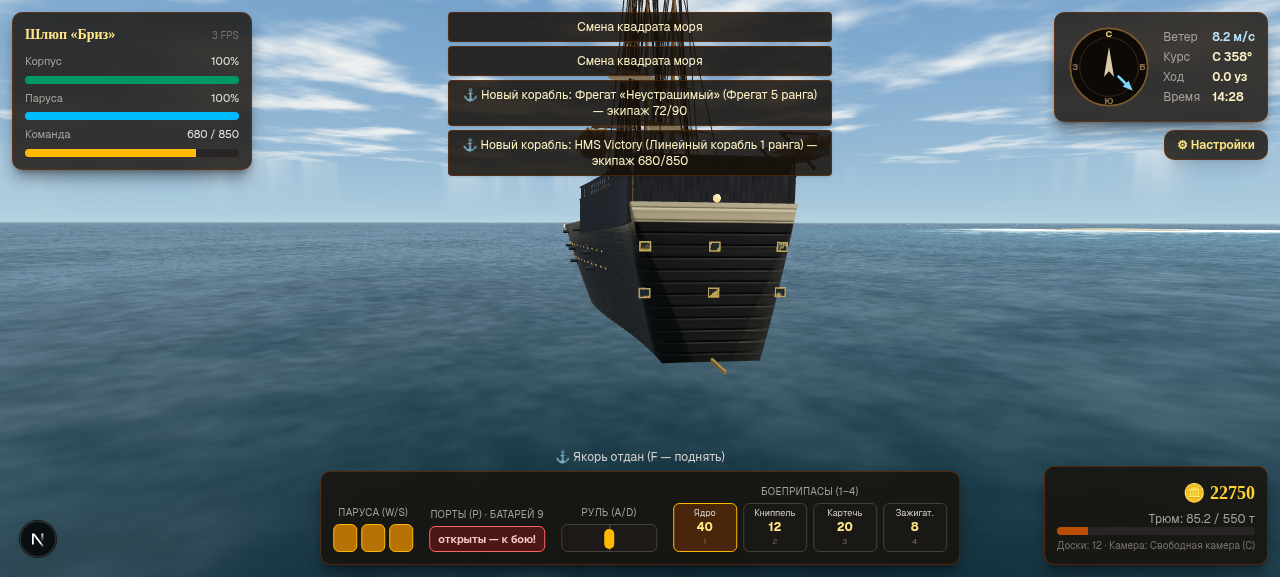 Шлюп «Бриз»
3 FPS
Корпус
100%
Паруса
100%
Команда
680 / 850
Смена квадрата моря
Смена квадрата моря
⚓ Новый корабль: Фрегат «Неустрашимый» (Фрегат 5 ранга)
— экипаж 72/90
⚓ Новый корабль: HMS Victory (Линейный корабль 1 ранга) —
экипаж 680/850
С
З
В
Ю
Ветер 8.2 м/с
Курс С 358°
Ход 0.0 уз
Время 14:28
⚙ Настройки
⚓ Якорь отдан (F — поднять)
ПАРУСА (W/S)
ПОРТЫ (P) · БАТАРЕЙ 9
открыты — к бою!
РУЛЬ (A/D)
БОЕПРИПАСЫ (1–4)
Ядро
40
1
Книппель
12
2
Картечь
20
3
Зажигат.
8
4
🪙 22750
Трюм: 85.2 / 550 т
Доски: 12 · Камера: Свободная камера (C)
N